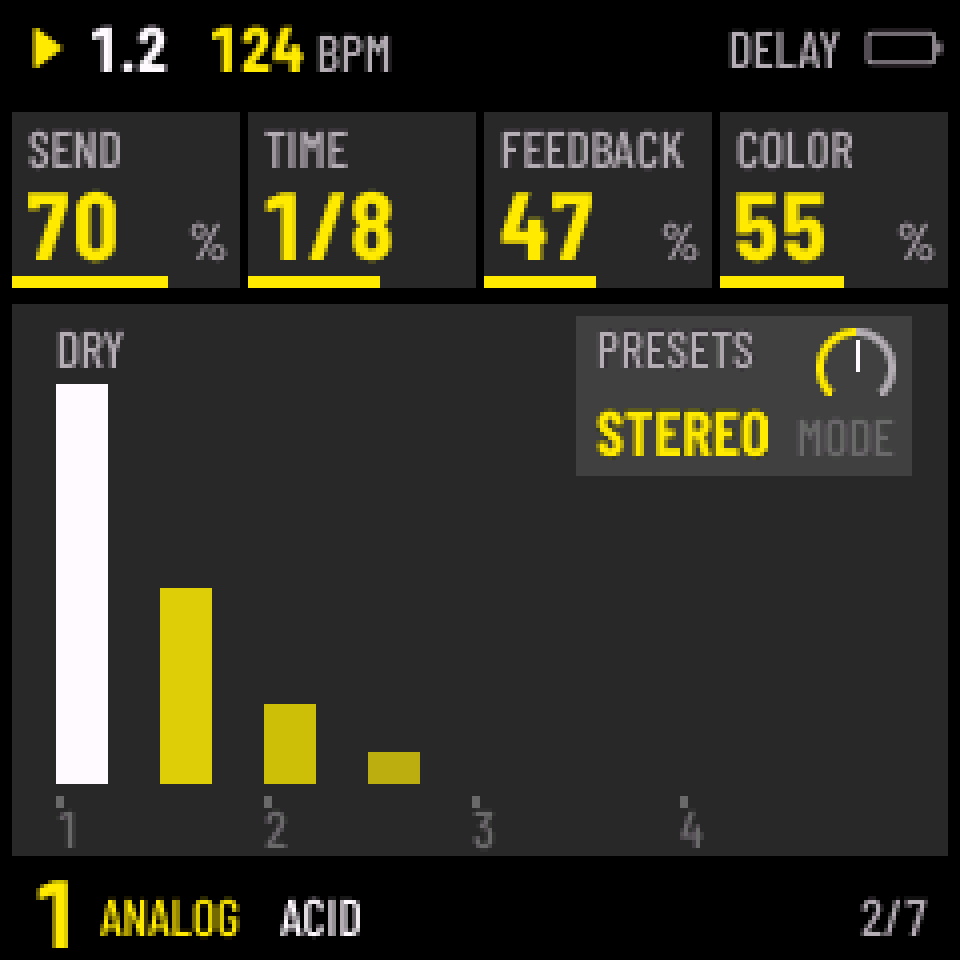 1.2 124 BPM DELAY
SEND TIME FEEDBACK COLOR
70 % 1/8 47 % 55 %
DRY PRESETS
STEREO MODE
1 2 3 4
1 ANALOG ACID 2/7